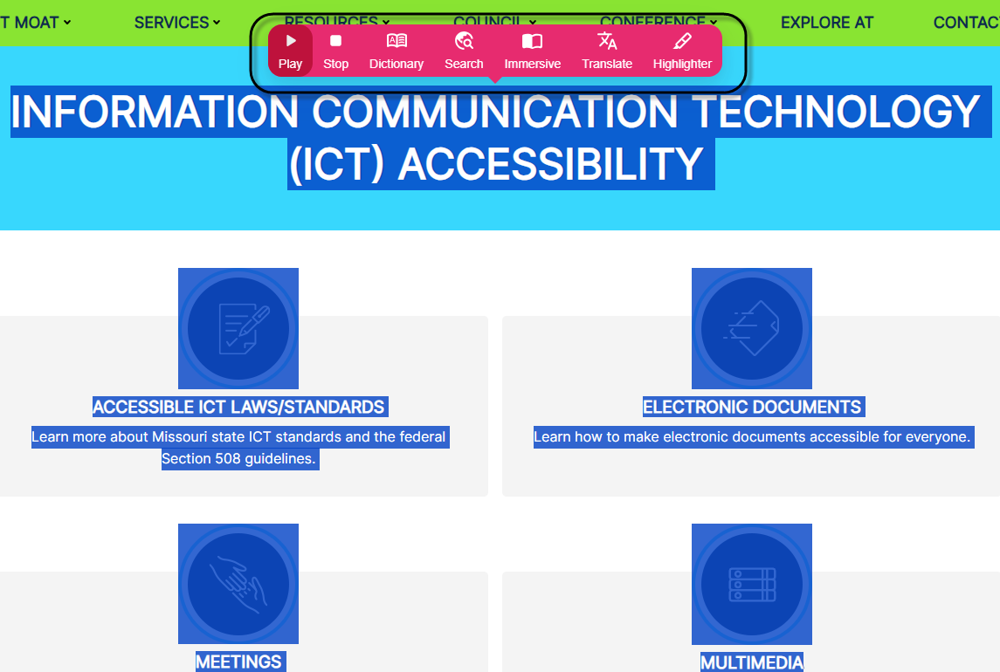 T MOAT
SERVICES
RESOURCES
COUNCIL
CONFERENCE
EXPLORE AT
CONTAC
Play
Stop
Dictionary
Search
Immersive
Translate
Highlighter
INFORMATION COMMUNICATION TECHNOLOGY
(ICT) ACCESSIBILITY
ACCESSIBLE ICT LAWS/STANDARDS
Learn more about Missouri state ICT standards and the federal
Section 508 guidelines.
ELECTRONIC DOCUMENTS
Learn how to make electronic documents accessible for everyone.
MEETINGS
MULTIMEDIA